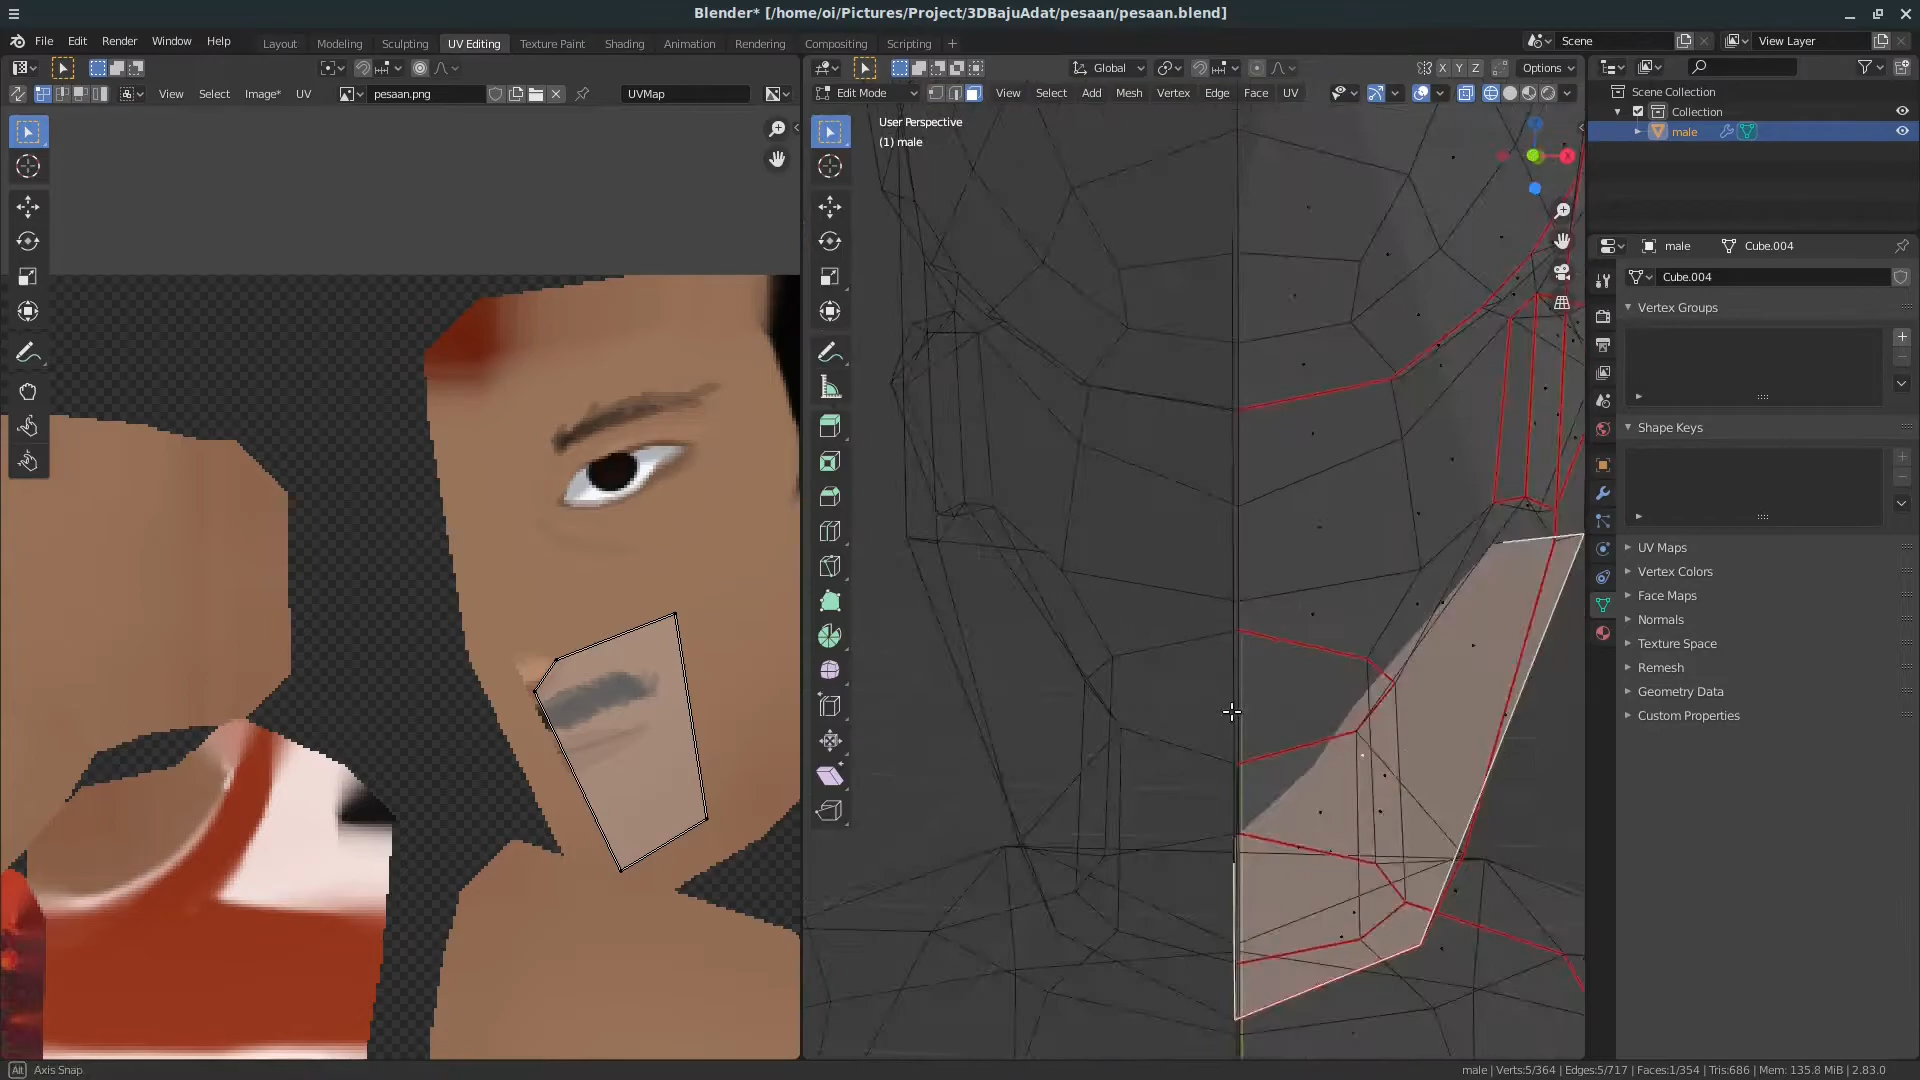 Blender* [/home/oi/Pictures/Project/3DBajuAdat/pesaan/pesaan.blend]
File Edit Render Window Help
Layout Modeling Sculpting UV Editing Texture Paint Shading Animation Rendering Compositing Scripting +
Scene
View Layer
Global
X Y Z
Options
View Select Image* UV
pesaan.png
UVMap
Edit Mode
View Select Add Mesh Vertex Edge Face UV
User Perspective
(1) male
X
Scene Collection
Collection
male
male
Cube.004
Cube.004
Vertex Groups
Shape Keys
UV Maps
Vertex Colors
Face Maps
Normals
Texture Space
Remesh
Geometry Data
Custom Properties
Alt Axis Snap
male | Verts:5/364 | Edges:5/717 | Faces:1/354 | Tris:686 | Mem: 135.8 MiB | 2.83.0